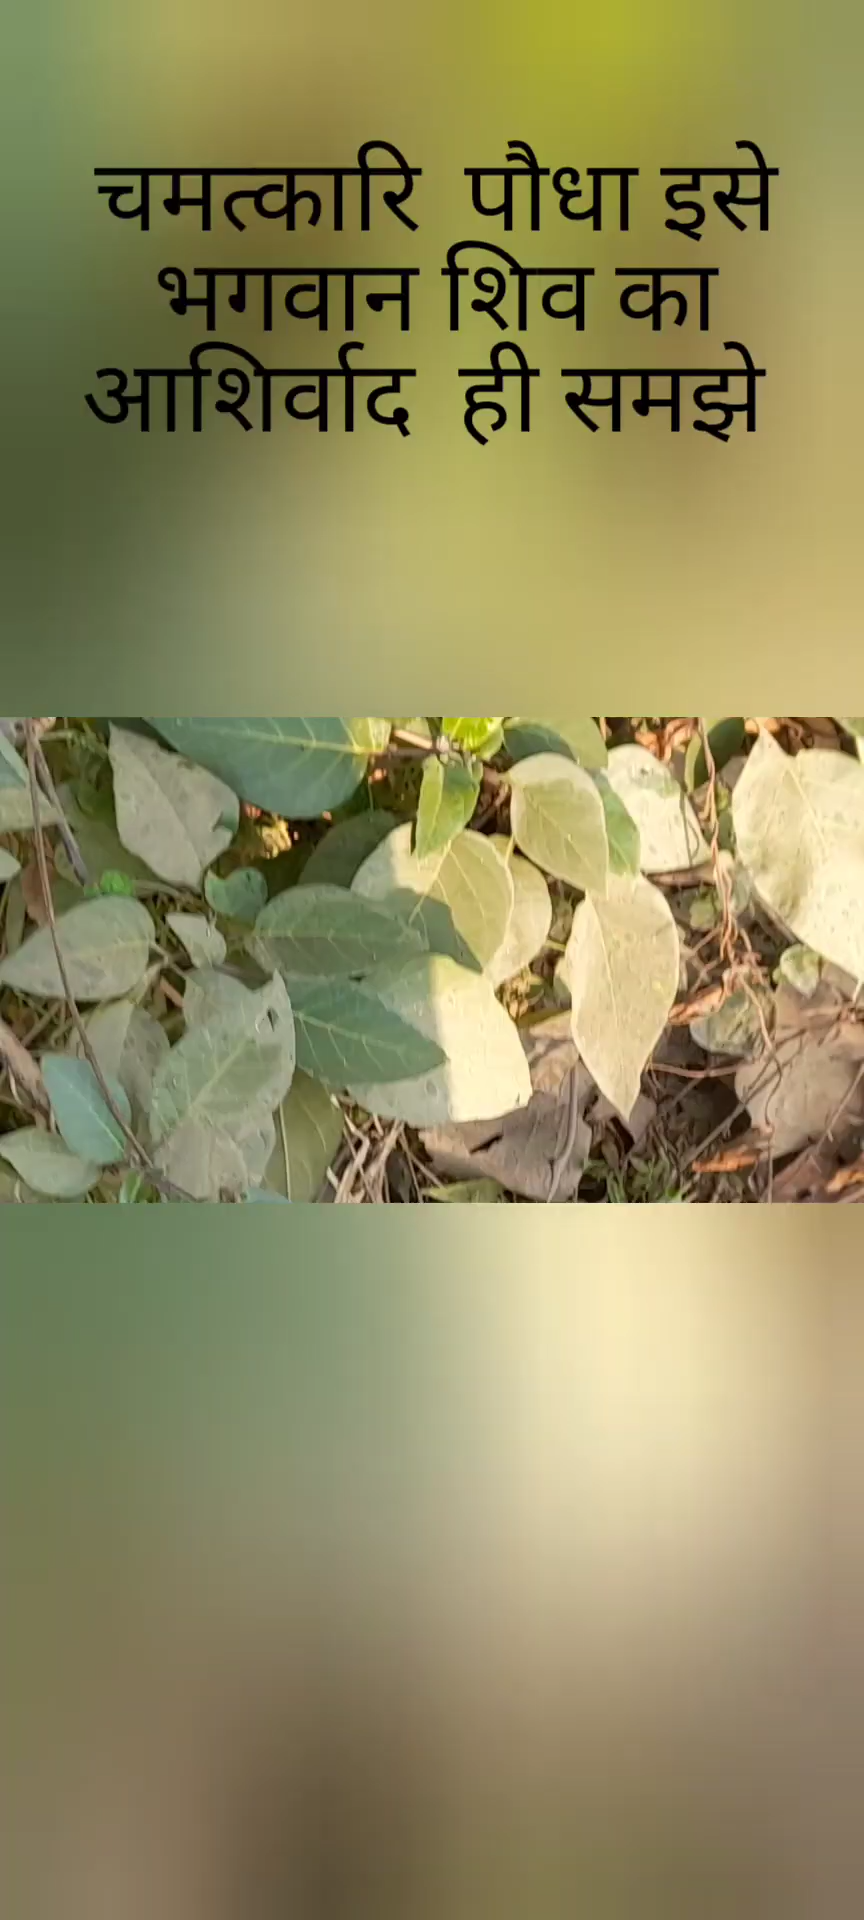 चमत्कारि पौधा इसे
भगवान शिव का
आशिर्वाद ही समझे